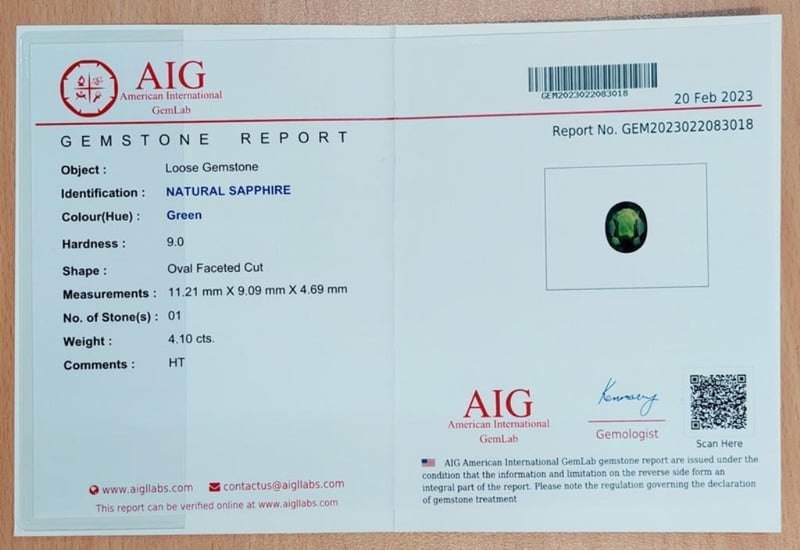 AIG
American International
GemLab
GEM2023022083018
20 Feb 2023
Report No. GEM2023022083018
GEMSTONE REPORT
Object : Loose Gemstone
Identification : NATURAL SAPPHIRE
Colour(Hue) : Green
Hardness : 9.0
Shape : Oval Faceted Cut
Measurements : 11.21 mm X 9.09 mm X 4.69 mm
No. of Stone(s) : 01
Weight : 4.10 cts.
Comments : HT
www.aigllabs.com contactus@aigllabs.com
This report can be verified online at www.aigllabs.com
AIG
American International
GemLab
Gemologist
Scan Here
AIG American International GemLab gemstone report are issued under the
condition that the information and limitation on the reverse side form an
integral part of the report. Please note the regulation governing the declaration
of gemstone treatment